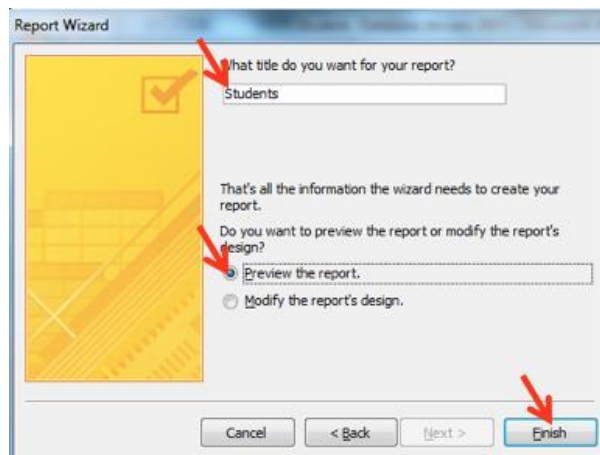 Report Wizard
What title do you want for your report?
Students
That's all the information the wizard needs to create your
report.
Do you want to preview the report or modify the report's
design?
Preview the report.
Modify the report's design.
Cancel
< Back
Next >
Finish